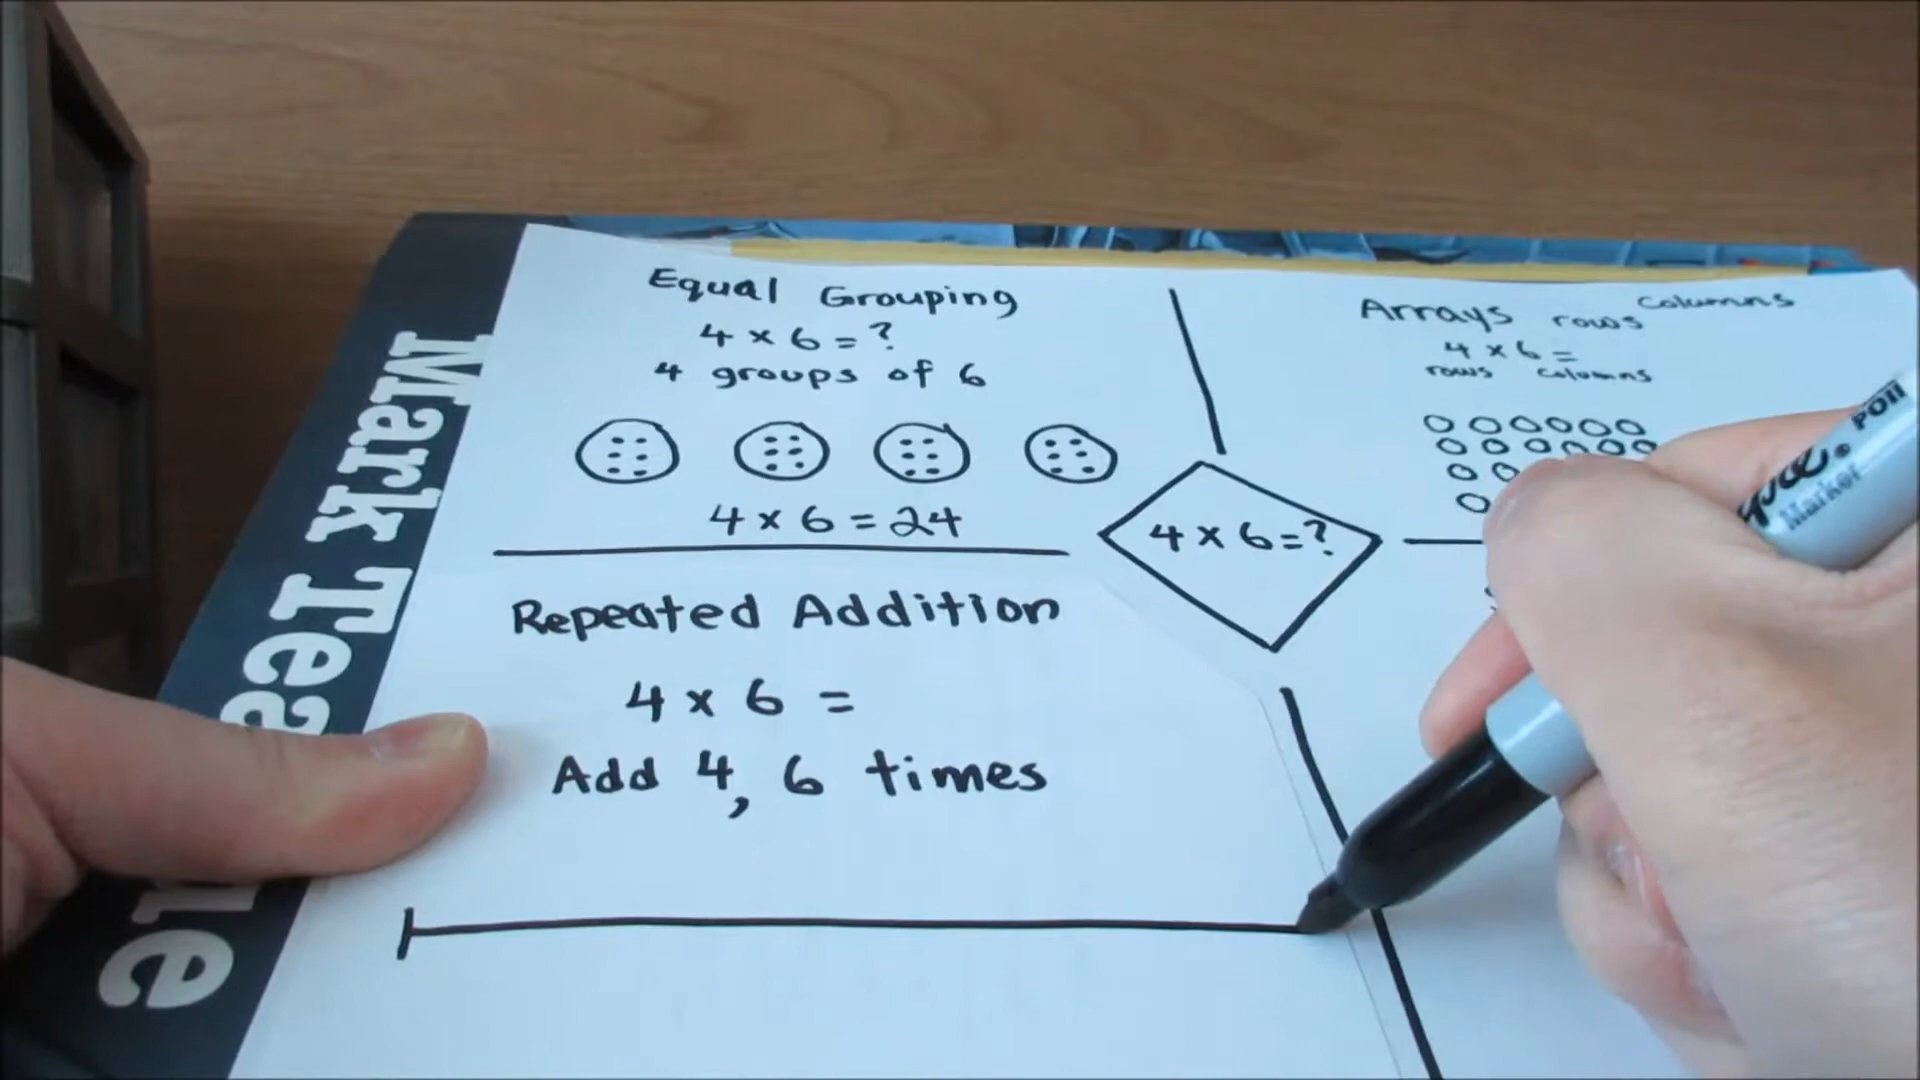 Equal Grouping
4 × 6 = ?
4 groups of 6
4 × 6 = 24
Arrays rows columns
4 × 6 =
rows columns
4 × 6 = ?
Repeated Addition
4 × 6 =
Add 4, 6 times
Mark
Marker